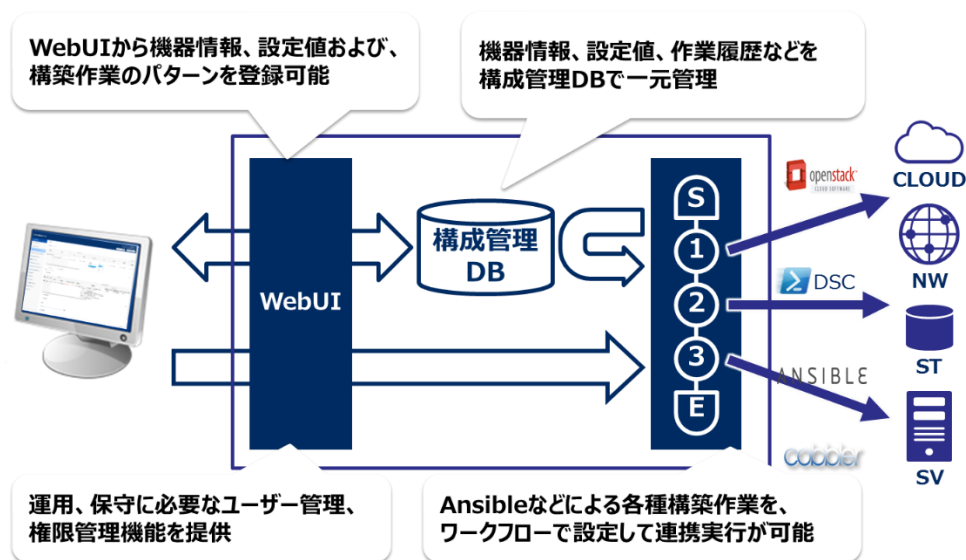 WebUIから機器情報、設定値および、
構築作業のパターンを登録可能
機器情報、設定値、作業履歴などを
構成管理DBで一元管理
openstack
CLOUD SOFTWARE
CLOUD
S
構成管理
DB
1
NW
WebUI
2
DSC
3
ST
ANSIBLE
E
cobbler
SV
運用、保守に必要なユーザー管理、
権限管理機能を提供
Ansibleなどによる各種構築作業を、
ワークフローで設定して連携実行が可能